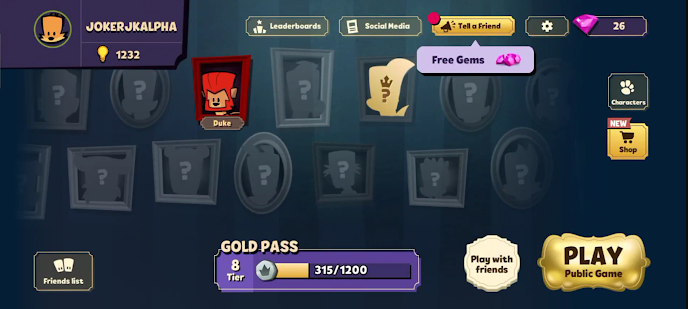 JOKERJKALPHA
1232
Leaderboards
Social Media
Tell a Friend
26
Free Gems
?
?
?
?
?
?
Duke
Characters
NEW
Shop
?
?
?
?
?
?
GOLD PASS
8
Tier
315/1200
Friends list
Play with
friends
PLAY
Public Game